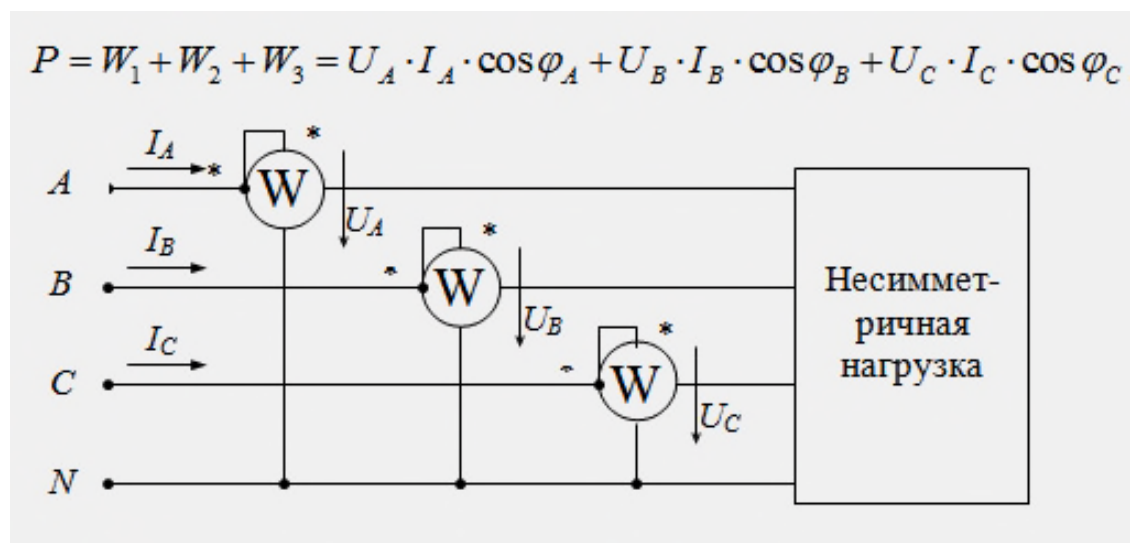 P = W₁ + W₂ + W₃ = U_A · I_A · cosφ_A + U_B · I_B · cosφ_B + U_C · I_C · cosφ_C
I_A
*
*
A
W
U_A
I_B
*
*
B
W
U_B
I_C
*
*
C
W
U_C
N
Несиммет-
ричная
нагрузка